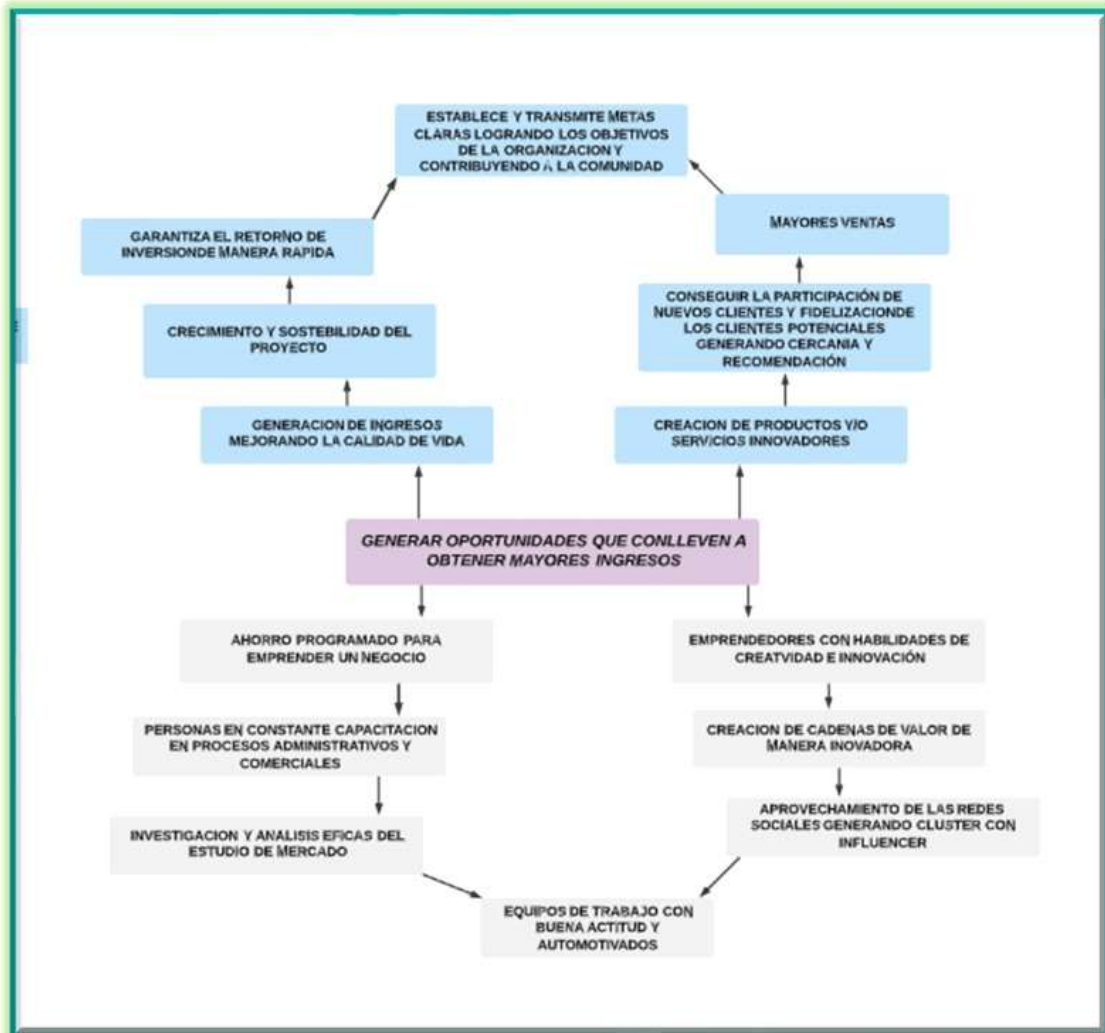 ESTABLECE Y TRANSMITE METAS
CLARAS LOGRANDO LOS OBJETIVOS
DE LA ORGANIZACION Y
CONTRIBUYENDO A LA COMUNIDAD
GARANTIZA EL RETORNO DE
INVERSIONDE MANERA RAPIDA
MAYORES VENTAS
CRECIMIENTO Y SOSTEBILIDAD DEL
PROYECTO
CONSEGUIR LA PARTICIPACIÓN DE
NUEVOS CLIENTES Y FIDELIZACIONDE
LOS CLIENTES POTENCIALES
GENERANDO CERCANIA Y
RECOMENDACIÓN
GENERACION DE INGRESOS
MEJORANDO LA CALIDAD DE VIDA
CREACION DE PRODUCTOS Y/O
SERVICIOS INNOVADORES
GENERAR OPORTUNIDADES QUE CONLLEVEN A
OBTENER MAYORES INGRESOS
AHORRO PROGRAMADO PARA
EMPRENDER UN NEGOCIO
EMPRENDEDORES CON HABILIDADES DE
CREATVIDAD E INNOVACIÓN
PERSONAS EN CONSTANTE CAPACITACION
EN PROCESOS ADMINISTRATIVOS Y
COMERCIALES
CREACION DE CADENAS DE VALOR DE
MANERA INOVADORA
INVESTIGACION Y ANALISIS EFICAS DEL
ESTUDIO DE MERCADO
APROVECHAMIENTO DE LAS REDES
SOCIALES GENERANDO CLUSTER CON
INFLUENCER
EQUIPOS DE TRABAJO CON
BUENA ACTITUD Y
AUTOMOTIVADOS